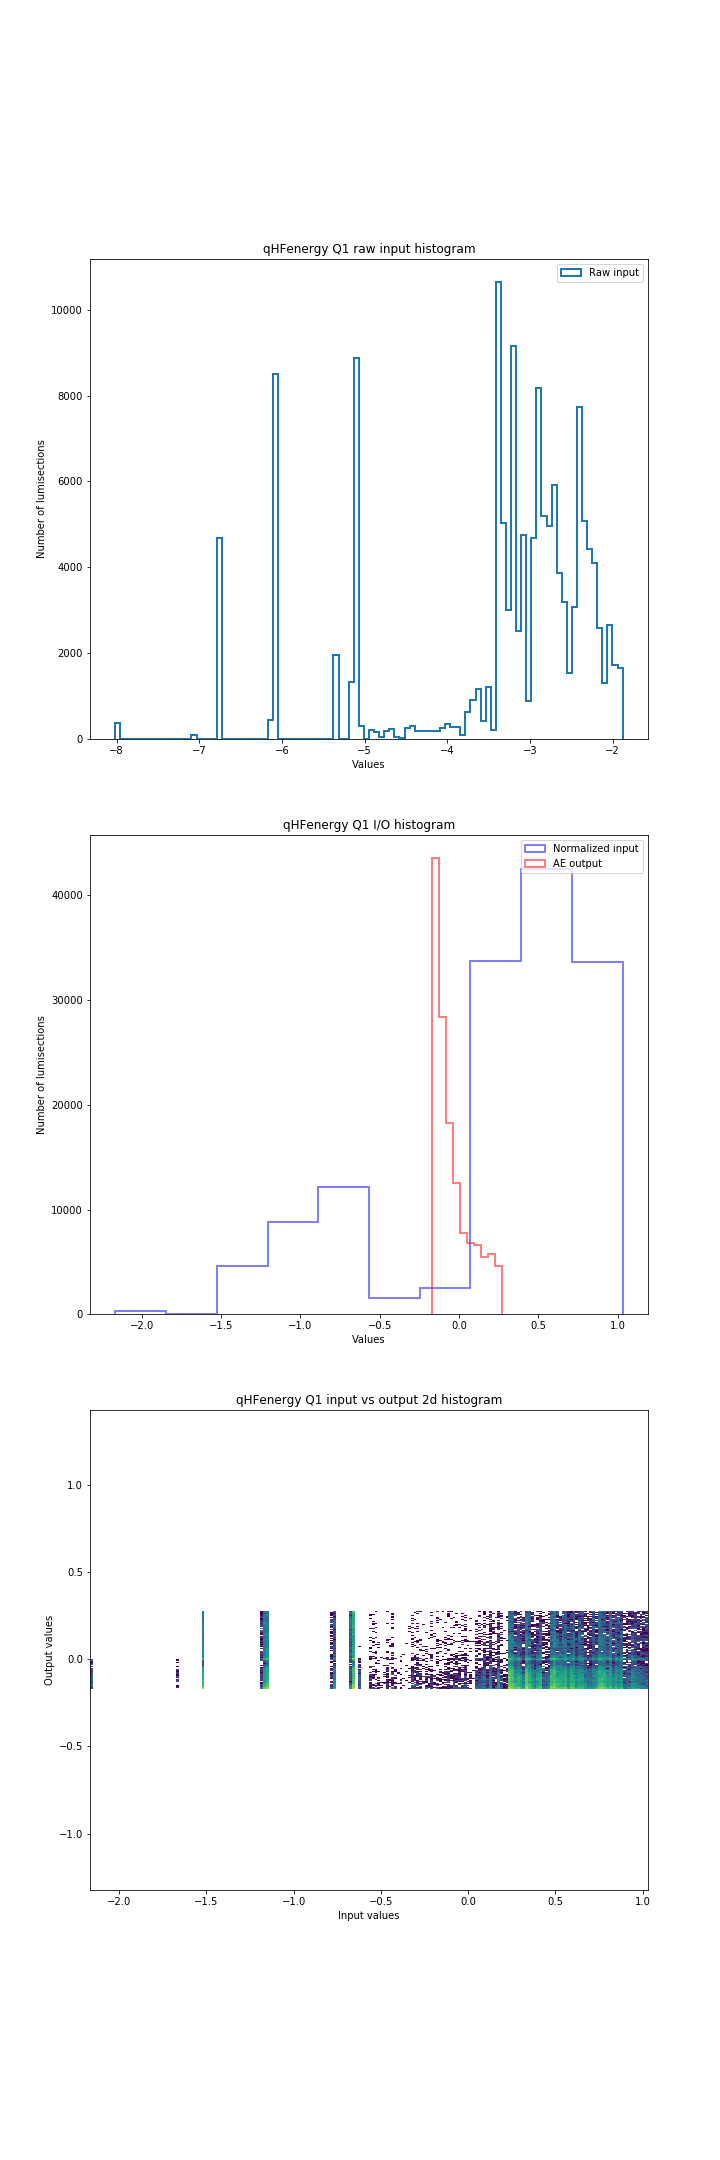 qHFenergy Q1 raw input histogram
Raw input
10000
8000
6000
4000
2000
0
Number of lumisections
−8 −7 −6 −5 −4 −3 −2
Values
qHFenergy Q1 I/O histogram
Normalized input
AE output
40000
30000
20000
10000
0
Number of lumisections
−2.0 −1.5 −1.0 −0.5 0.0 0.5 1.0
Values
qHFenergy Q1 input vs output 2d histogram
1.0
0.5
0.0
−0.5
−1.0
Output values
−2.0 −1.5 −1.0 −0.5 0.0 0.5 1.0
Input values